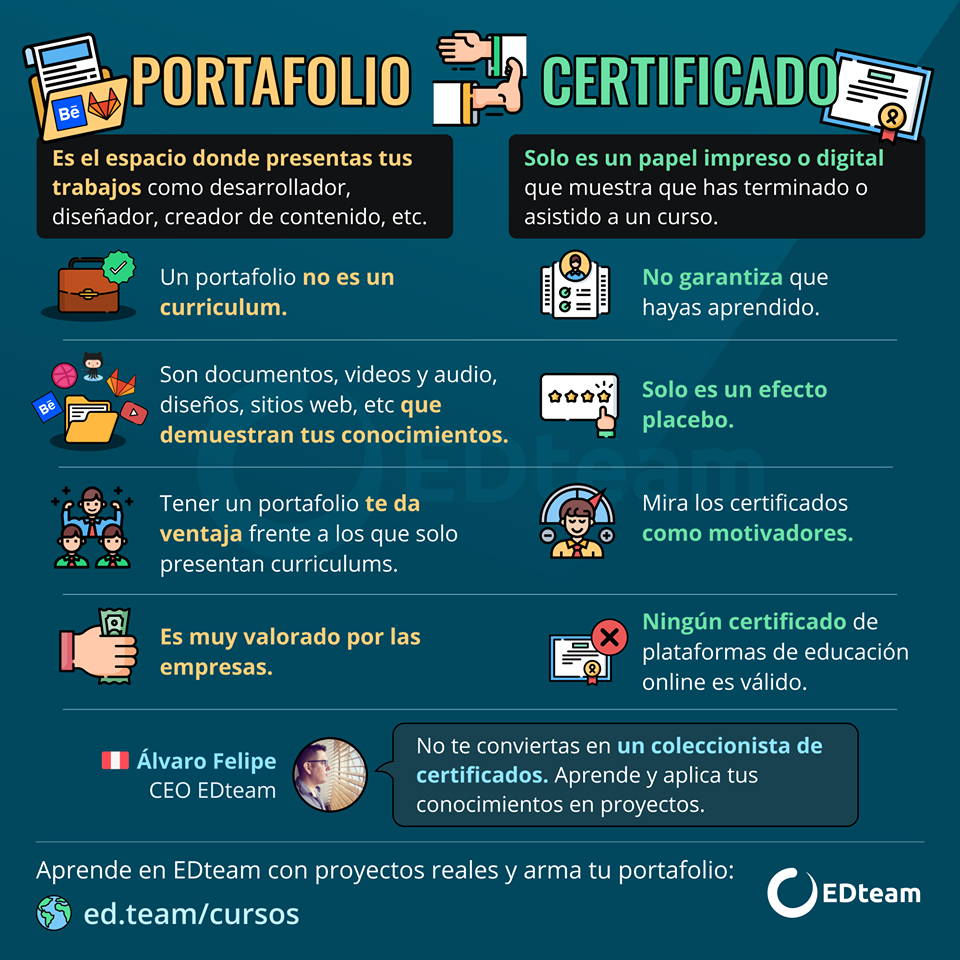 PORTAFOLIO
CERTIFICADO
Bē
Es el espacio donde presentas tus
trabajos como desarrollador,
diseñador, creador de contenido, etc.
Solo es un papel impreso o digital
que muestra que has terminado o
asistido a un curso.
Un portafolio no es un
curriculum.
No garantiza que
hayas aprendido.
Bē
Son documentos, videos y audio,
diseños, sitios web, etc que
demuestran tus conocimientos.
Solo es un efecto
placebo.
Tener un portafolio te da
ventaja frente a los que solo
presentan curriculums.
Mira los certificados
como motivadores.
Es muy valorado por las
empresas.
Ningún certificado de
plataformas de educación
online es válido.
EDteam
Álvaro Felipe
CEO EDteam
No te conviertas en un coleccionista de
certificados. Aprende y aplica tus
conocimientos en proyectos.
Aprende en EDteam con proyectos reales y arma tu portafolio:
ed.team/cursos
EDteam